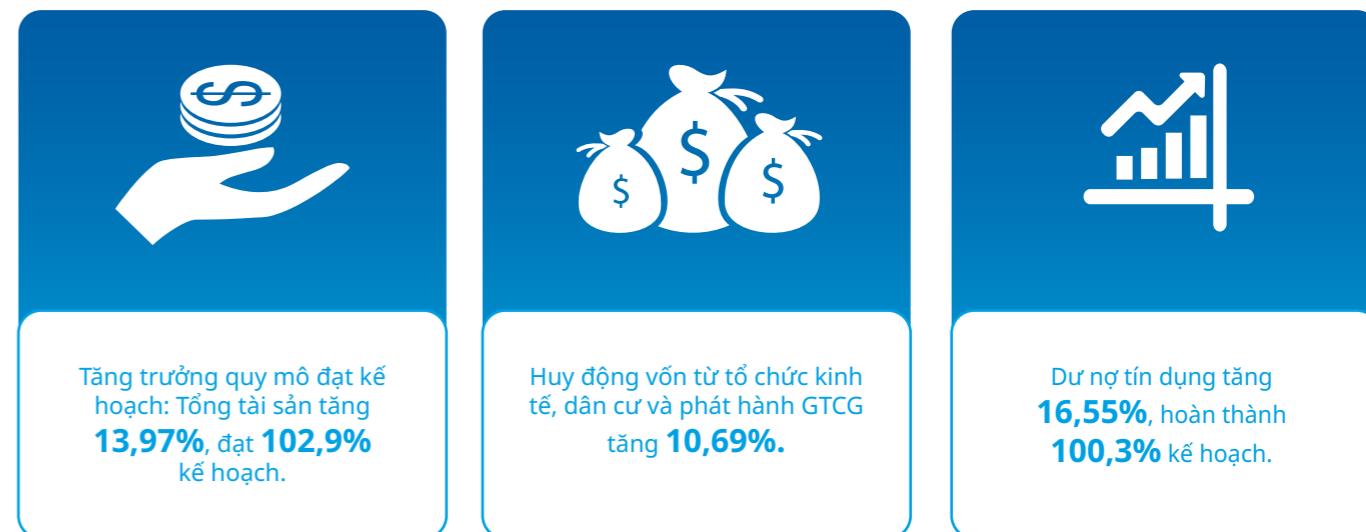 $
$
$
$
Tăng trưởng quy mô đạt kế
hoạch: Tổng tài sản tăng
13,97%, đạt 102,9%
kế hoạch.
Huy động vốn từ tổ chức kinh
tế, dân cư và phát hành GTCG
tăng 10,69%.
Dư nợ tín dụng tăng
16,55%, hoàn thành
100,3% kế hoạch.